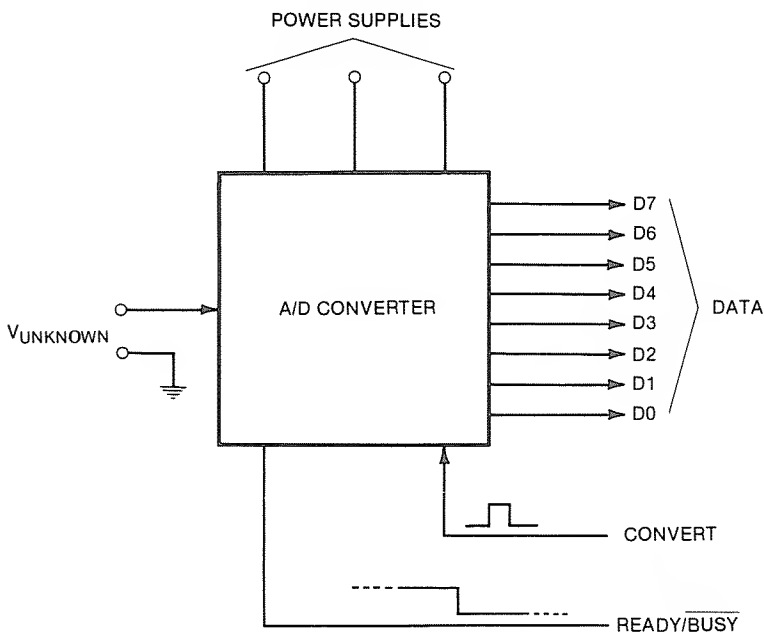 POWER SUPPLIES
D7
D6
D5
A/D CONVERTER
D4
DATA
D3
VUNKNOWN
D2
D1
D0
CONVERT
READY/BUSY